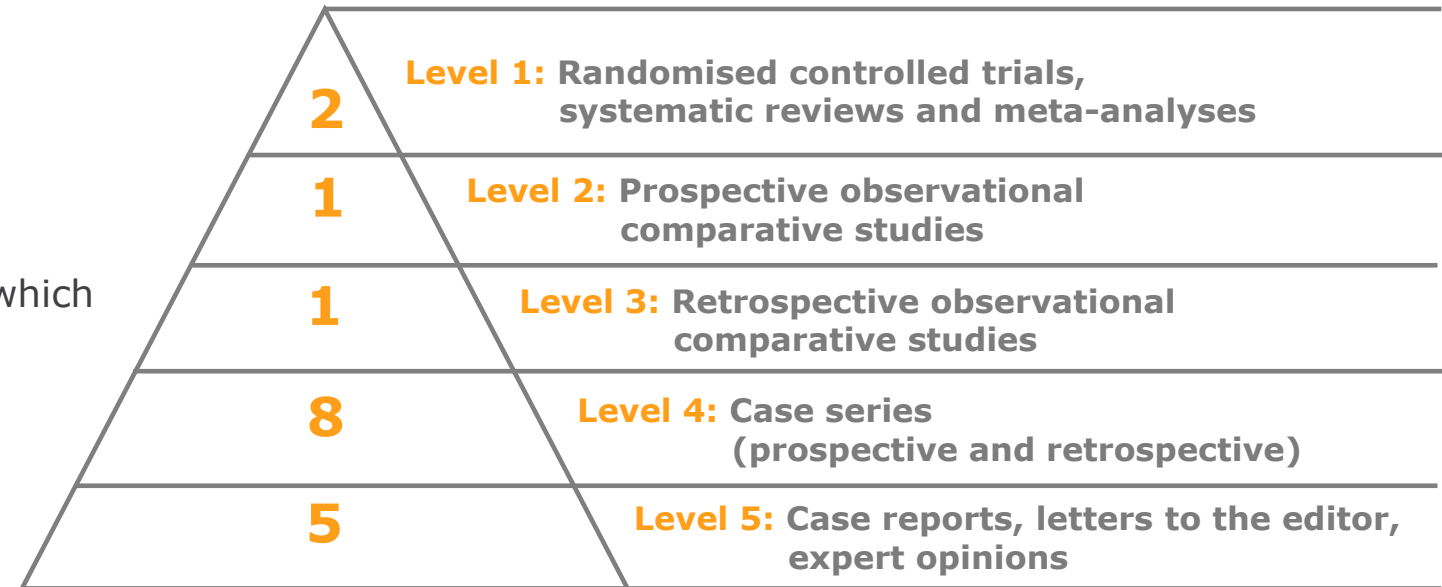 2
Level 1: Randomised controlled trials,
systematic reviews and meta-analyses
1
Level 2: Prospective observational
comparative studies
which
1
Level 3: Retrospective observational
comparative studies
8
Level 4: Case series
(prospective and retrospective)
5
Level 5: Case reports, letters to the editor,
expert opinions